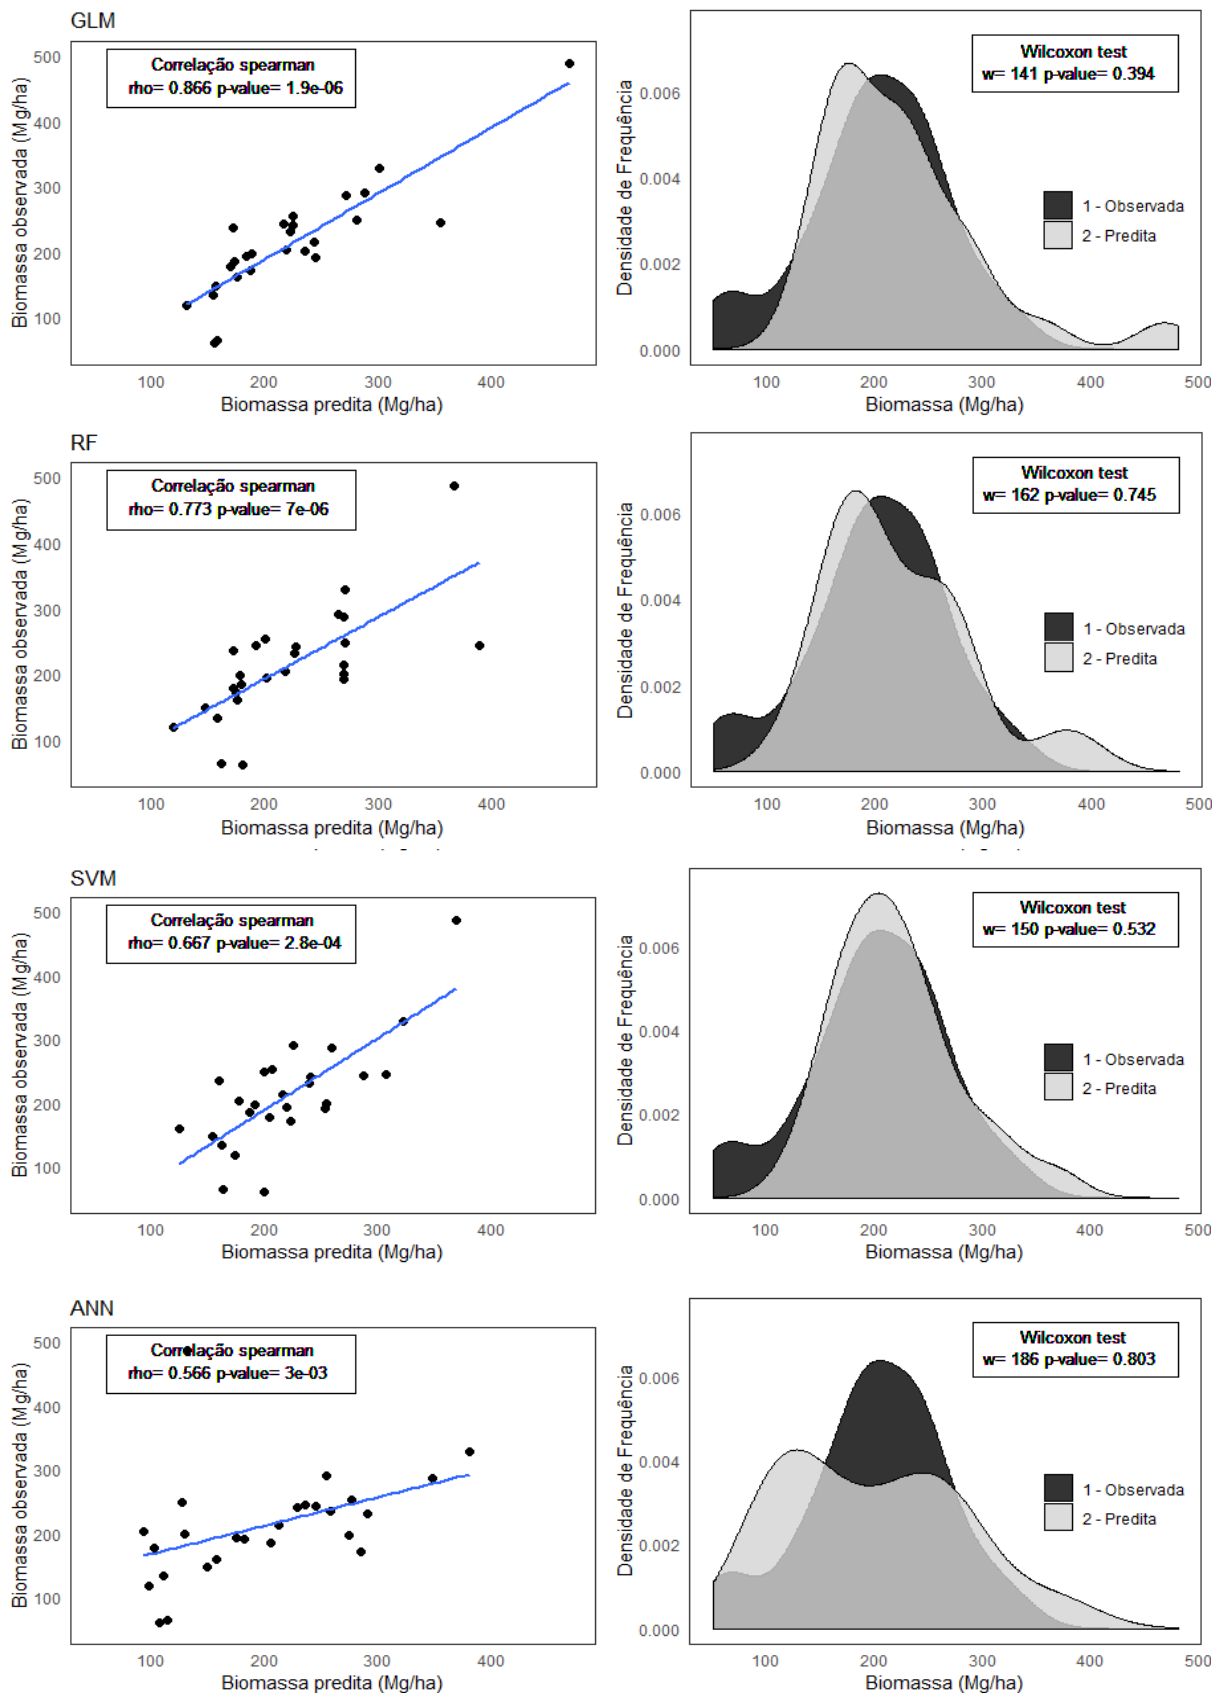 GLM
Correlação spearman
rho= 0.866 p-value= 1.9e-06
Biomassa observada (Mg/ha)
500
400
300
200
100
100
200
300
400
Biomassa predita (Mg/ha)
Wilcoxon test
w= 141 p-value= 0.394
Densidade de Frequência
0.006
0.004
0.002
0.000
1 - Observada
2 - Predita
100
200
300
400
500
Biomassa (Mg/ha)
RF
Correlação spearman
rho= 0.773 p-value= 7e-06
Biomassa observada (Mg/ha)
500
400
300
200
100
100
200
300
400
Biomassa predita (Mg/ha)
Wilcoxon test
w= 162 p-value= 0.745
Densidade de Frequência
0.006
0.004
0.002
0.000
1 - Observada
2 - Predita
100
200
300
400
500
Biomassa (Mg/ha)
SVM
Correlação spearman
rho= 0.667 p-value= 2.8e-04
Biomassa observada (Mg/ha)
500
400
300
200
100
100
200
300
400
Biomassa predita (Mg/ha)
Wilcoxon test
w= 150 p-value= 0.532
Densidade de Frequência
0.006
0.004
0.002
0.000
1 - Observada
2 - Predita
100
200
300
400
500
Biomassa (Mg/ha)
ANN
Correlação spearman
rho= 0.566 p-value= 3e-03
Biomassa observada (Mg/ha)
500
400
300
200
100
100
200
300
400
Biomassa predita (Mg/ha)
Wilcoxon test
w= 186 p-value= 0.803
Densidade de Frequência
0.006
0.004
0.002
0.000
1 - Observada
2 - Predita
100
200
300
400
500
Biomassa (Mg/ha)